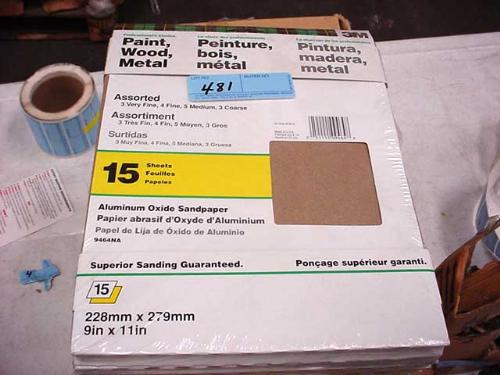 3M
Paint, Wood, Metal
Peinture, bois, métal
Pintura, madera, metal
LOT NO.
481
Assorted
3 Very Fine, 4 Fine, 5 Medium, 3 Coarse
Assortiment
3 Très Fin, 4 Fin, 5 Moyen, 3 Gros
Surtidas
3 Muy Fina, 4 Fina, 5 Mediana, 3 Gruesa
15
Sheets
Feuilles
Papeles
Aluminum Oxide Sandpaper
Papier abrasif d'Oxyde d'Aluminium
Papel de Lija de Óxido de Aluminio
9464NA
Superior Sanding Guaranteed.
Ponçage supérieur garanti.
15
228mm x 279mm
9in x 11in